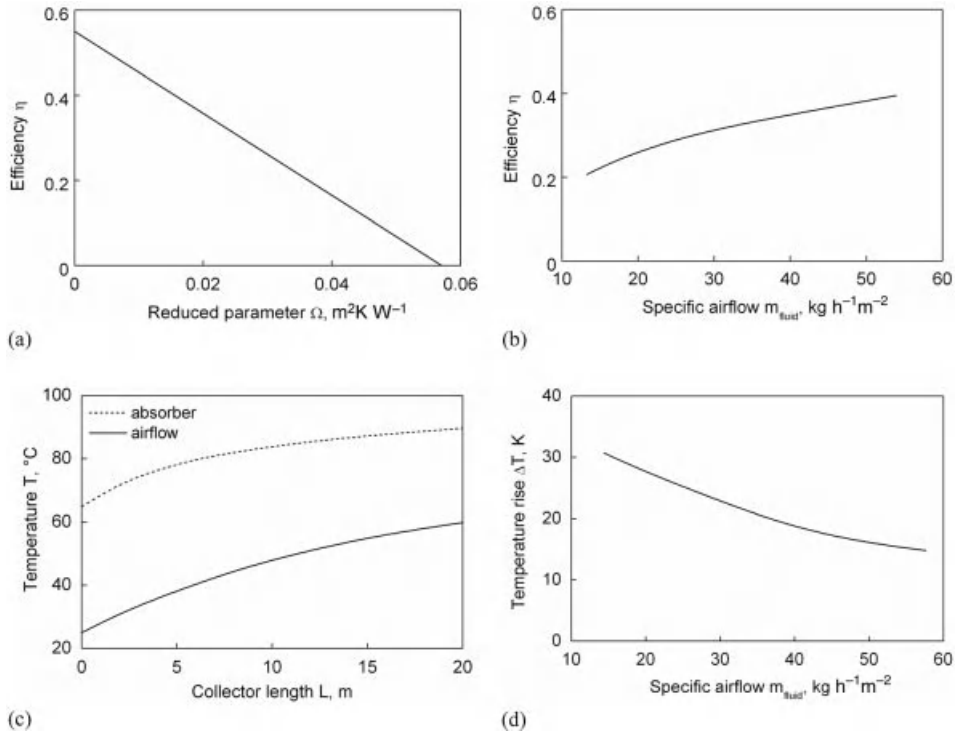 0.6
0.4
0.2
0
0
0.02
0.04
0.06
Efficiency η
Reduced parameter Ω, m²K W⁻¹
(a)
0.6
0.4
0.2
0
10
20
30
40
50
60
Efficiency η
Specific airflow m_fluid, kg h⁻¹m⁻²
(b)
100
80
60
40
20
0
5
10
15
20
absorber
airflow
Temperature T, °C
Collector length L, m
(c)
40
30
20
10
0
10
20
30
40
50
60
Temperature rise ΔT, K
Specific airflow m_fluid, kg h⁻¹m⁻²
(d)